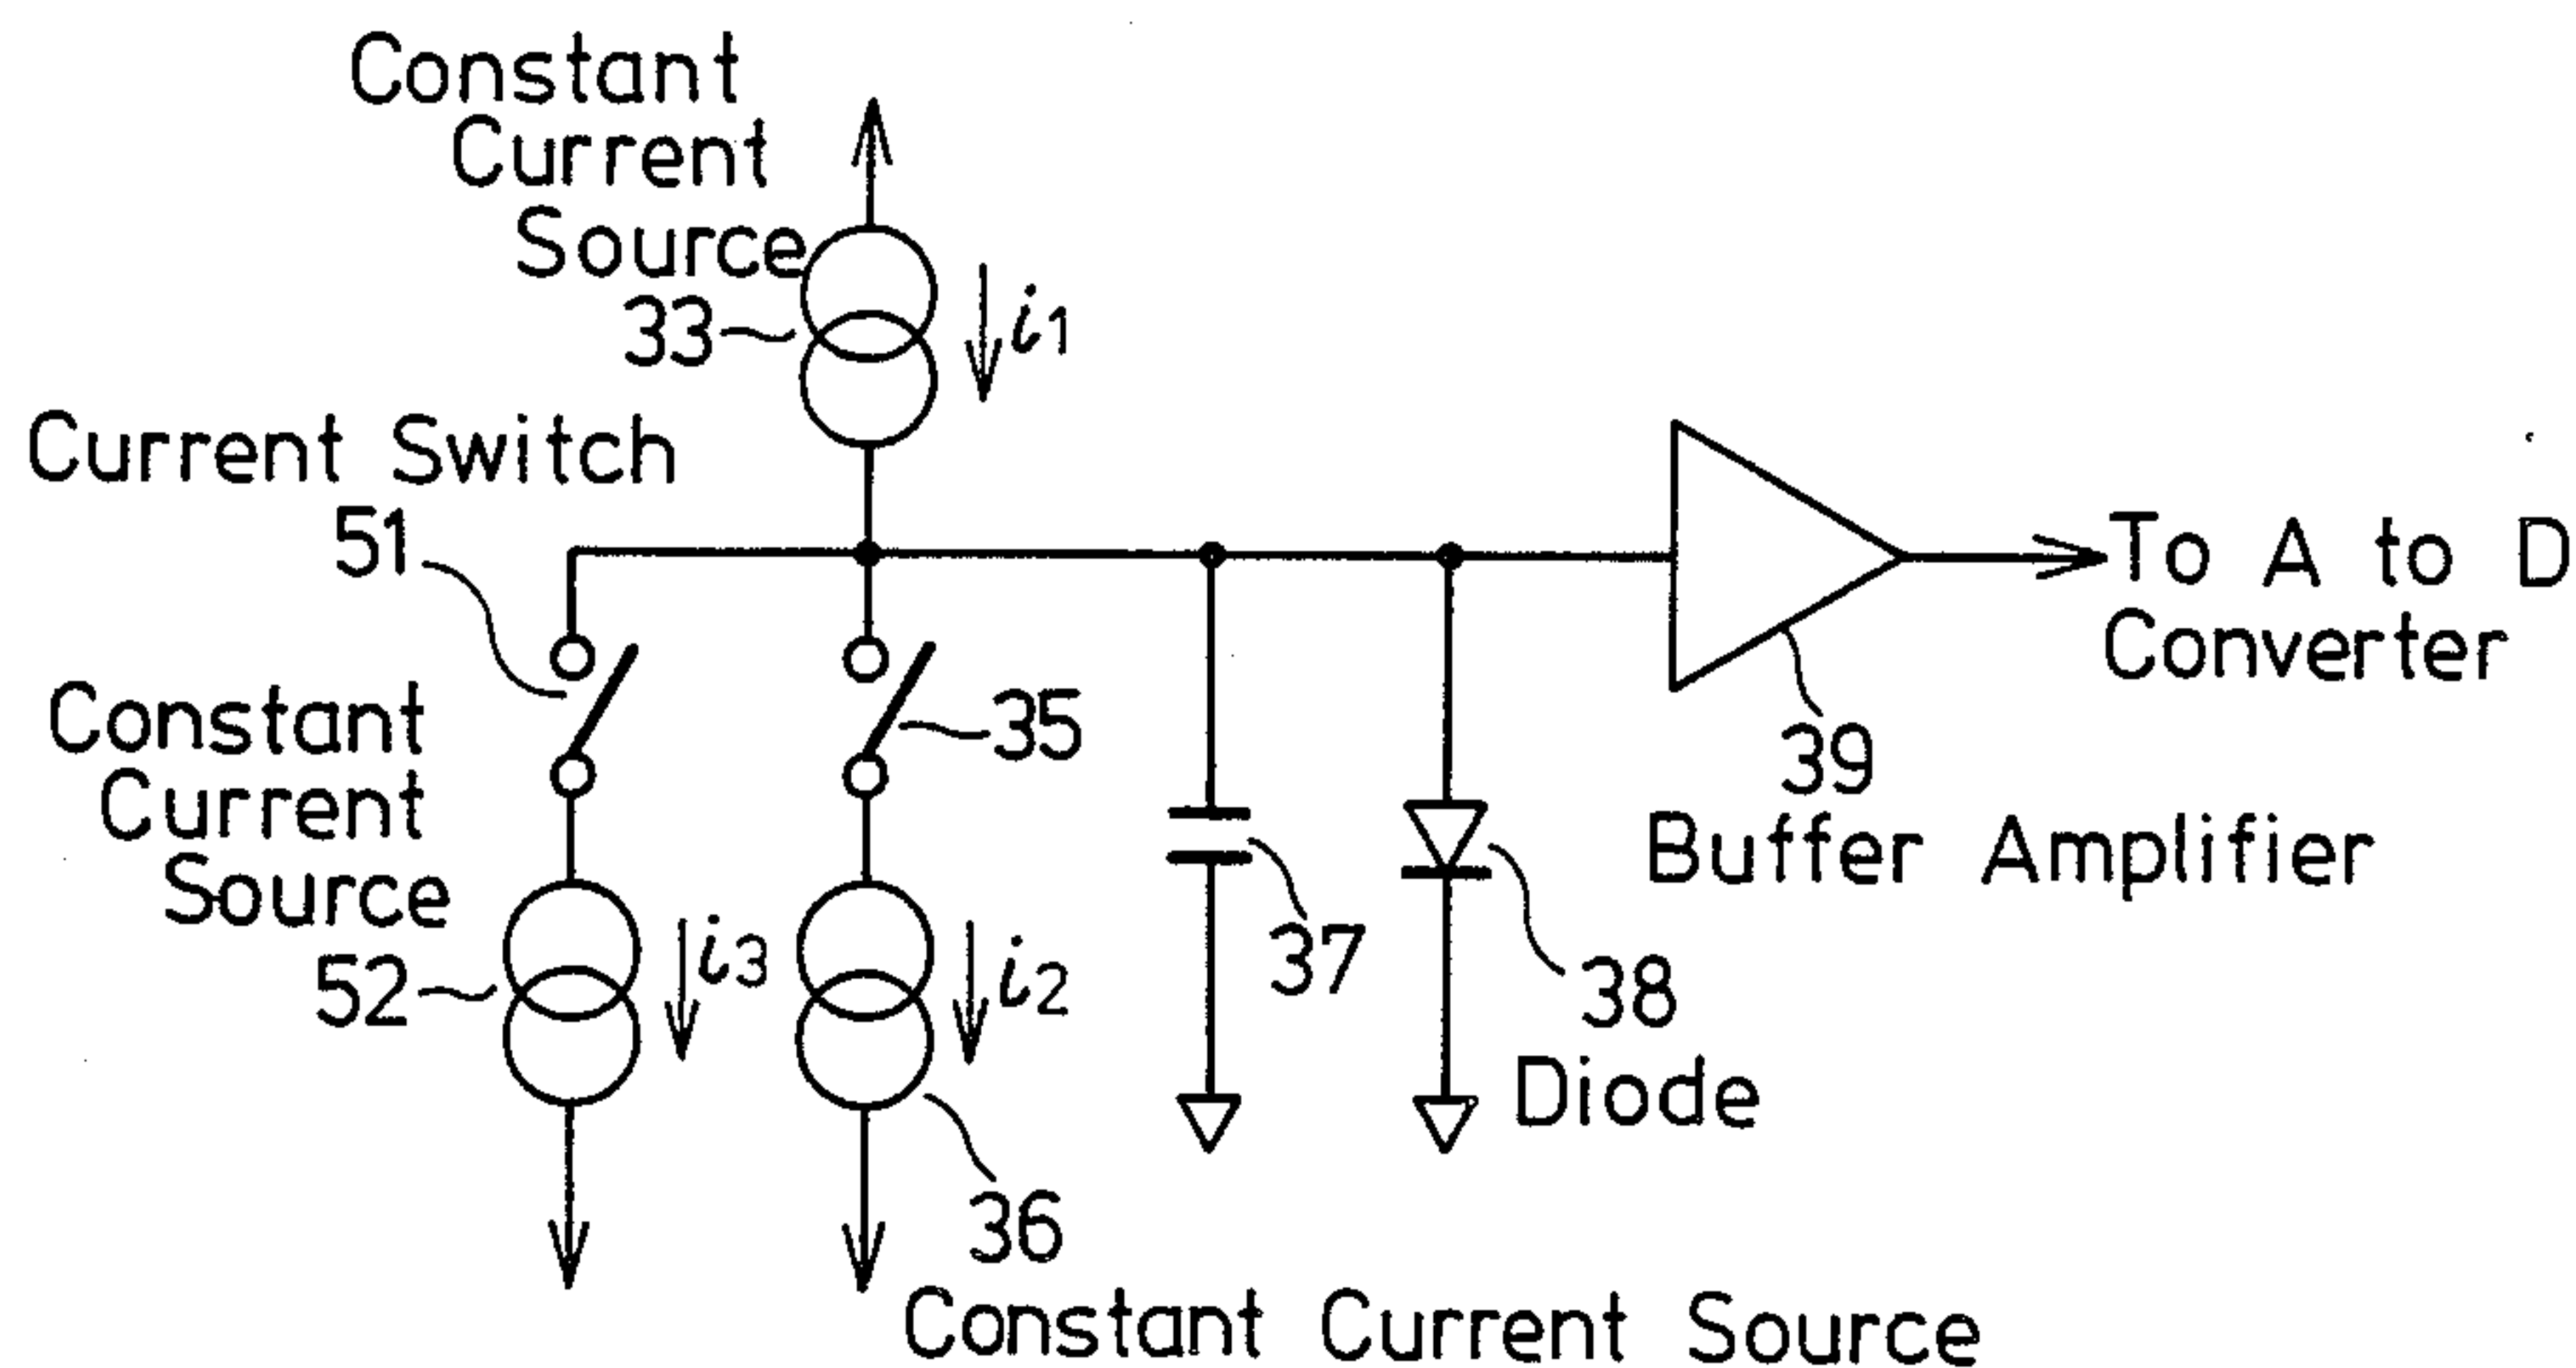 Constant
Current
Source
33
i1
Current Switch
51
To A to D
Converter
Constant
Current
Source
52
i3
35
i2
36
Constant Current Source
37
38
Diode
39
Buffer Amplifier